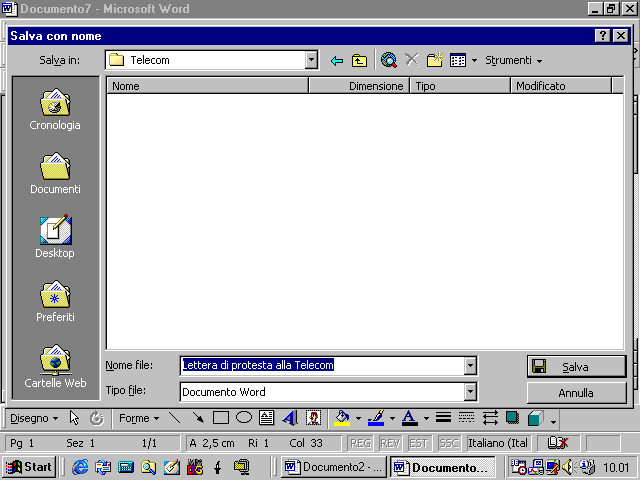 Documento7 - Microsoft Word
Salva con nome
Salva in: Telecom Strumenti
Nome Dimensione Tipo Modificato
Cronologia
Documenti
Desktop
Preferiti
Cartelle Web
Nome file: Lettera di protesta alla Telecom Salva
Tipo file: Documento Word Annulla
Disegno Forme
Pg 1 Sez 1 1/1 A 2,5 cm Ri 1 Col 33 REG REV EST SSC Italiano (Ital
Start Documento2 - ... Documento... 10.01